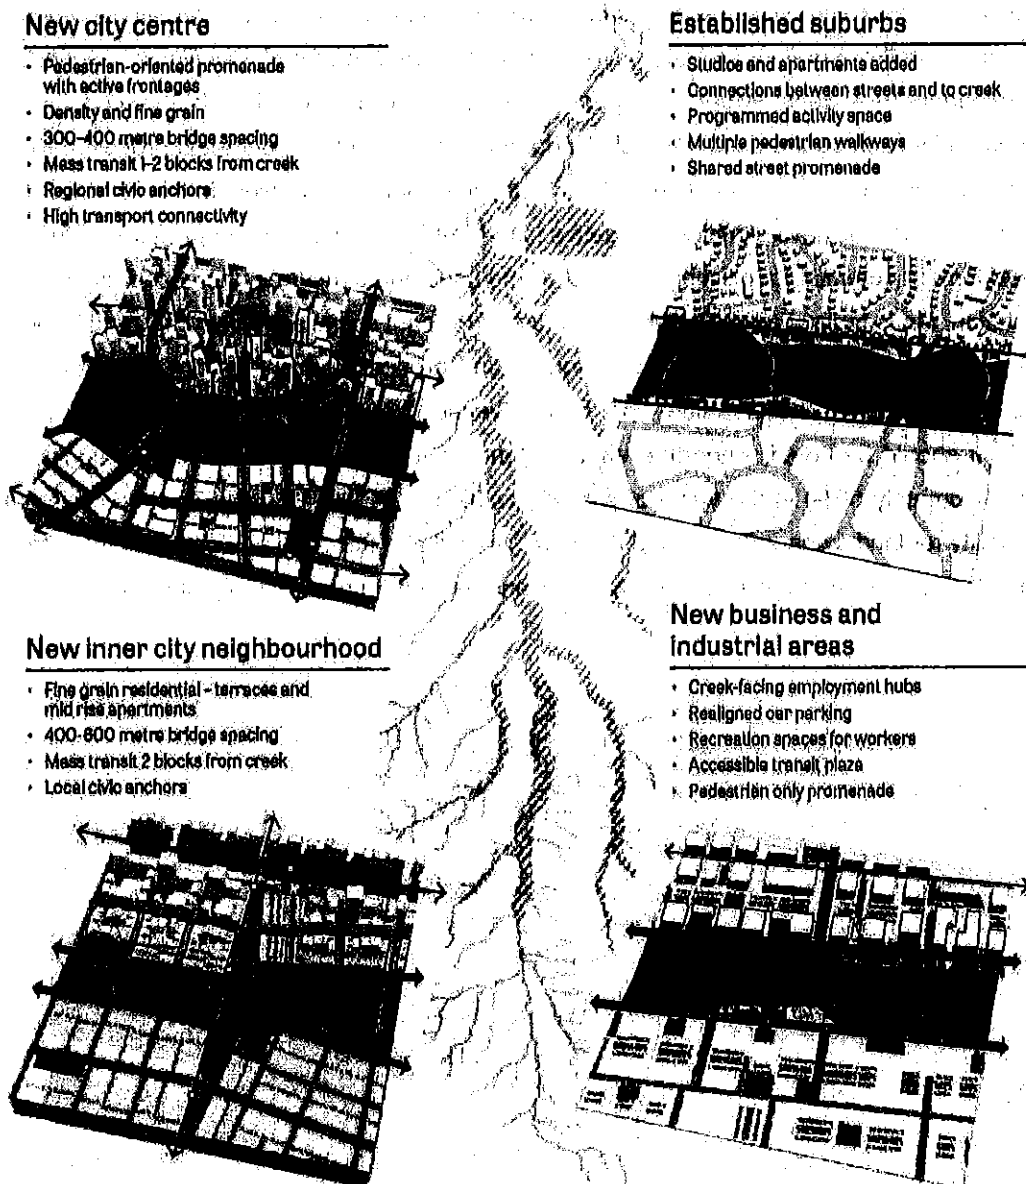 New city centre
• Pedestrian-oriented promenade
with active frontages
• Density and fine grain
• 300-400 metre bridge spacing
• Mass transit 1-2 blocks from creek
• Regional civic anchors
• High transport connectivity
Established suburbs
• Studios and apartments added
• Connections between streets and to creek
• Programmed activity space
• Multiple pedestrian walkways
• Shared street promenade
New inner city neighbourhood
• Fine grain residential - terraces and
mid rise apartments
• 400-600 metre bridge spacing
• Mass transit 2 blocks from creek
• Local civic anchors
New business and
industrial areas
• Creek-facing employment hubs
• Realigned car parking
• Recreation spaces for workers
• Accessible transit plaza
• Pedestrian only promenade